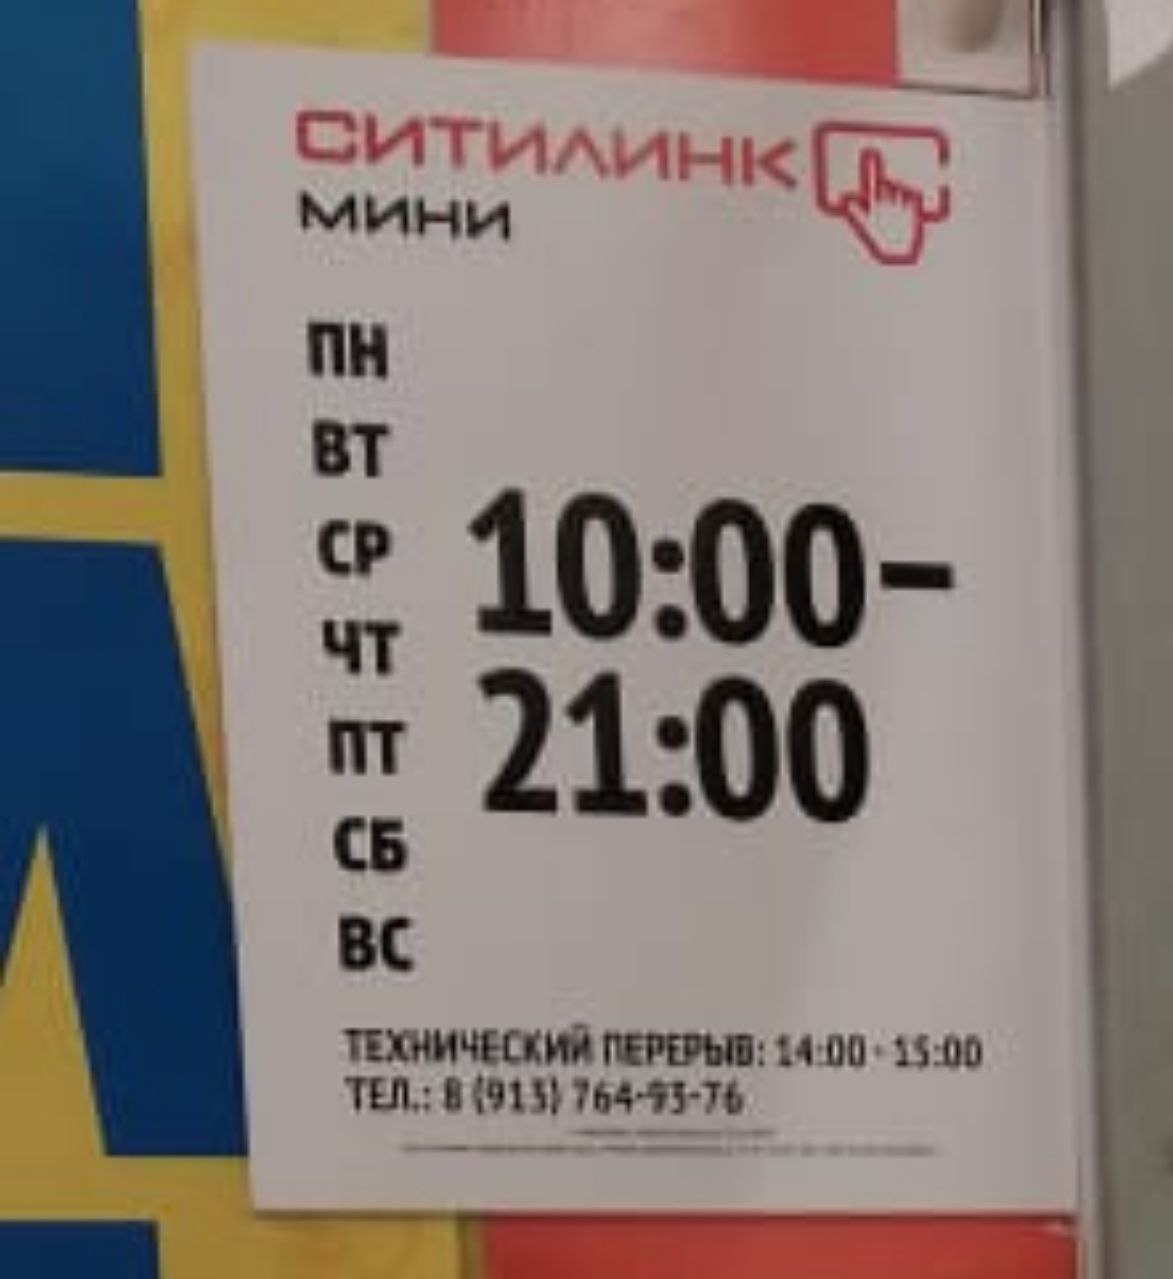 СИТИЛИНК
МИНИ
ПН
ВТ
СР
ЧТ
ПТ
СБ
ВС
10:00-
21:00
ТЕХНИЧЕСКИЙ ПЕРЕРЫВ: 14:00 - 15:00
ТЕЛ.: 8 (913) 764-93-76